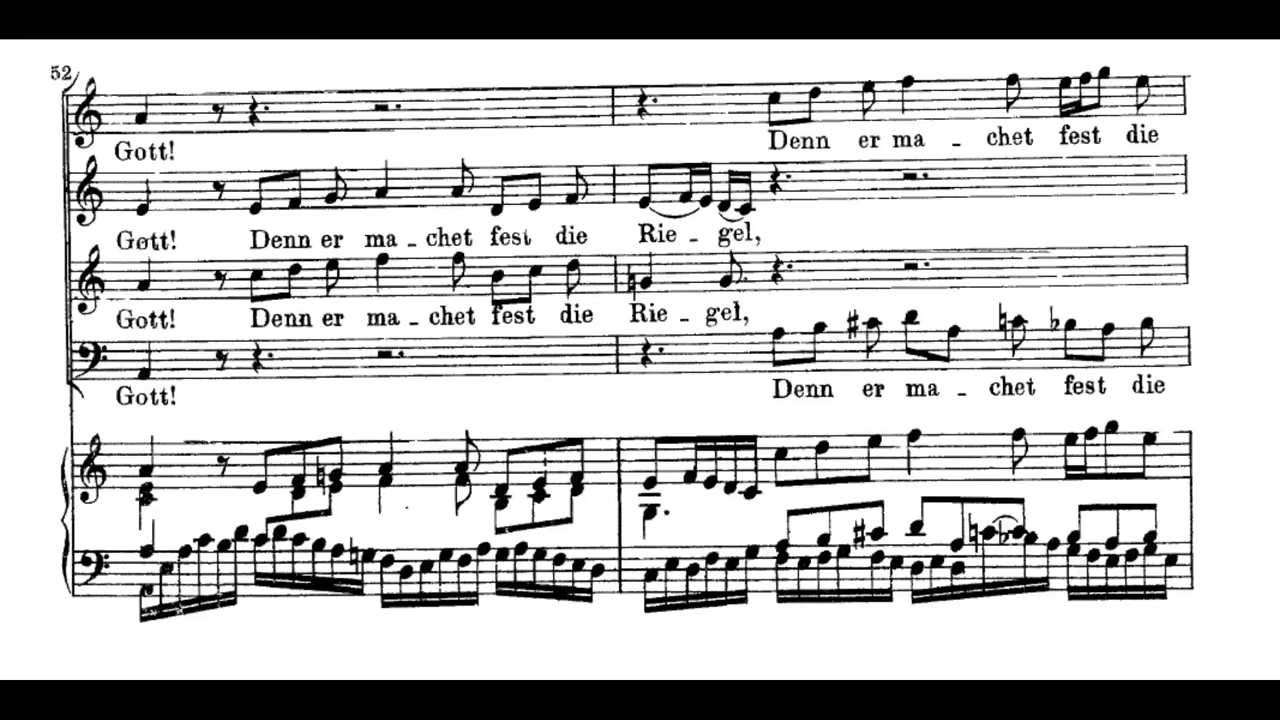 52
Gott! Denn er ma - chet fest die
Gott! Denn er ma - chet fest die Rie - gel,
Gott! Denn er ma - chet fest die Rie - gel,
Gott! Denn er ma - chet fest die